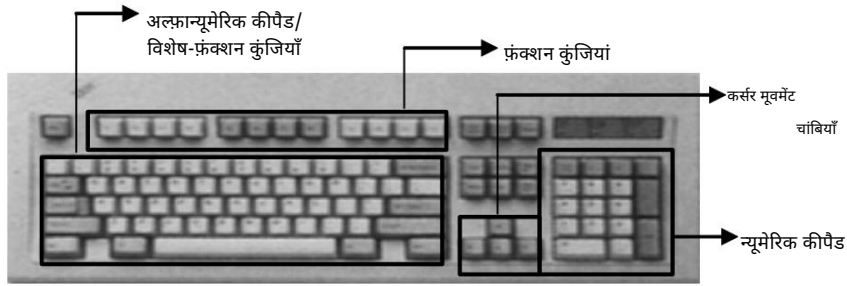 अल्फ़ान्यूमेरिक कीपैड/
विशेष-फ़ंक्शन कुंजियाँ
फ़ंक्शन कुंजियां
कर्सर मूवमेंट
चांबियाँ
न्यूमेरिक कीपैड